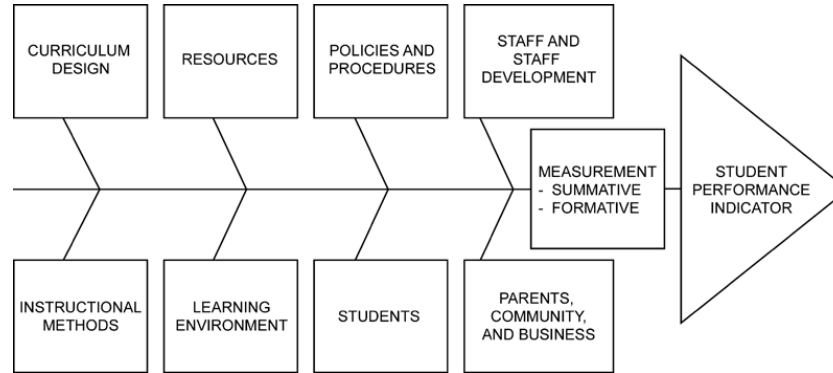 CURRICULUM
DESIGN
RESOURCES
POLICIES AND
PROCEDURES
STAFF AND
STAFF
DEVELOPMENT
MEASUREMENT
- SUMMATIVE
- FORMATIVE
STUDENT
PERFORMANCE
INDICATOR
INSTRUCTIONAL
METHODS
LEARNING
ENVIRONMENT
STUDENTS
PARENTS,
COMMUNITY,
AND BUSINESS